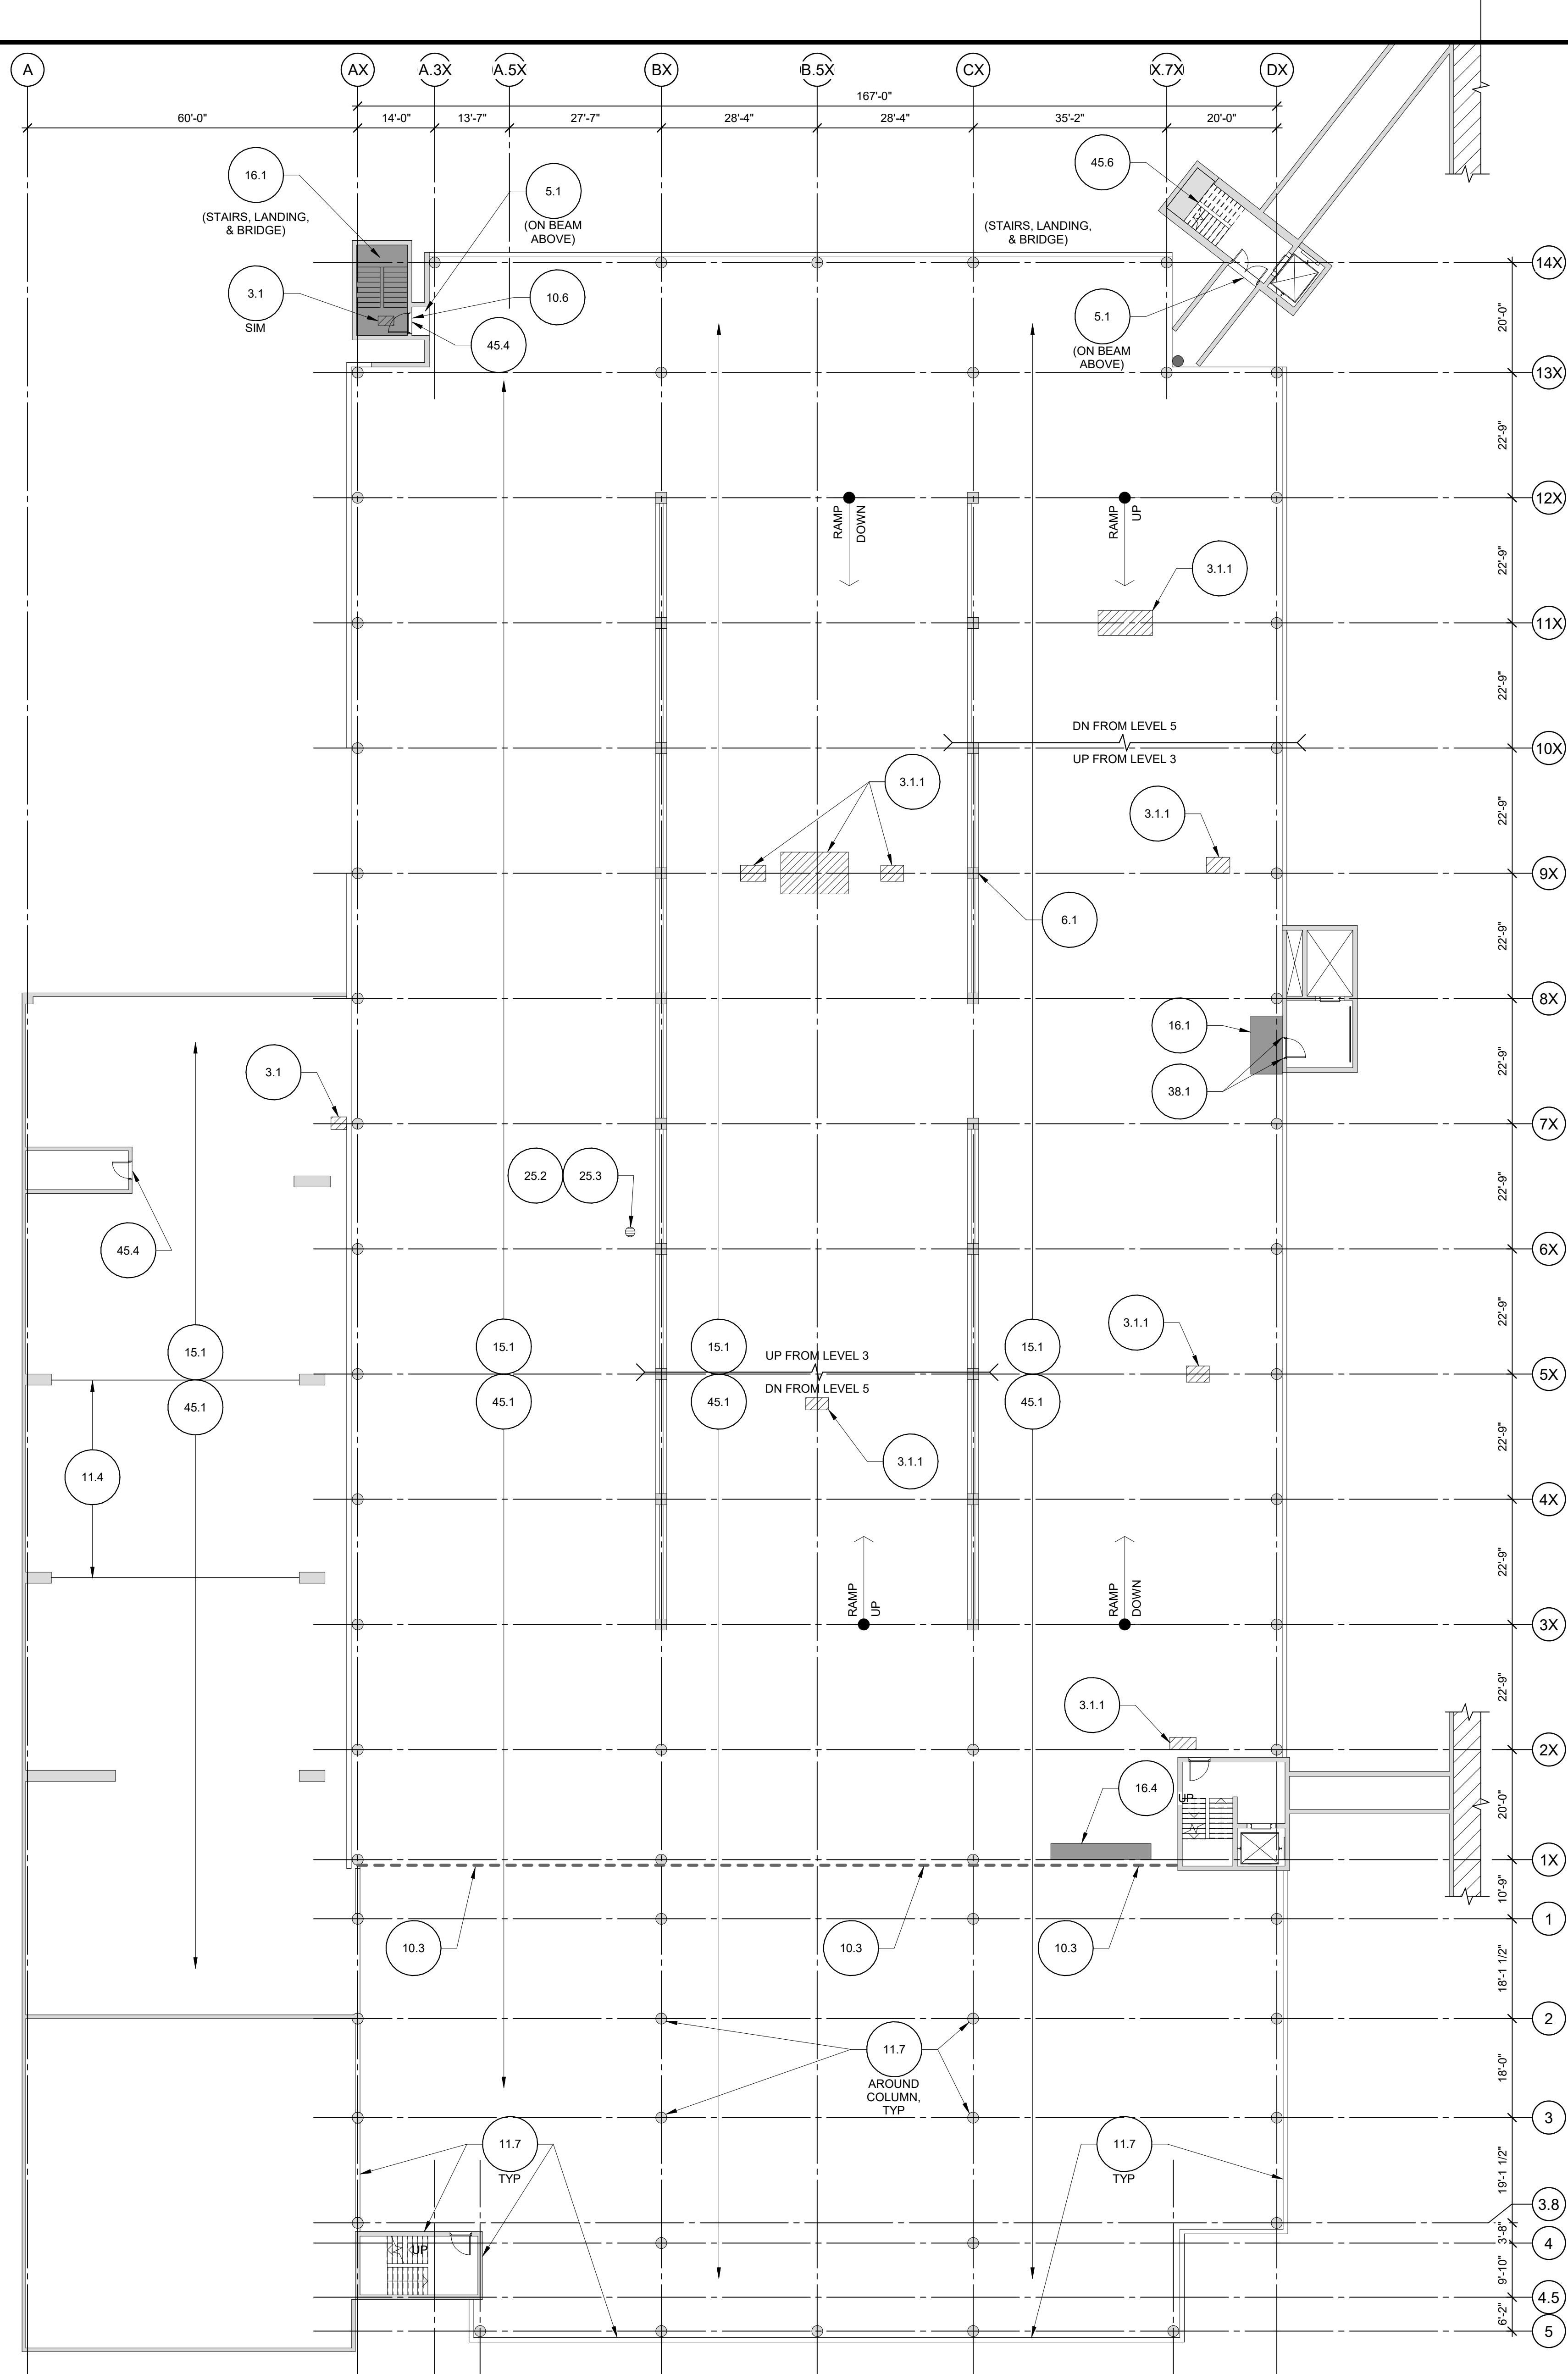 A
AX
A.3X
A.5X
BX
B.5X
CX
X.7X
DX
167'-0"
60'-0"
14'-0"
13'-7"
27'-7"
28'-4"
28'-4"
35'-2"
20'-0"
16.1
(STAIRS, LANDING,
& BRIDGE)
5.1
(ON BEAM
ABOVE)
45.6
(STAIRS, LANDING,
& BRIDGE)
14X
3.1
SIM
10.6
45.4
5.1
(ON BEAM
ABOVE)
20'-0"
13X
22'-9"
12X
RAMP
DOWN
RAMP
UP
22'-9"
3.1.1
11X
22'-9"
DN FROM LEVEL 5
UP FROM LEVEL 3
10X
3.1.1
3.1.1
22'-9"
9X
6.1
22'-9"
8X
16.1
38.1
3.1
22'-9"
7X
25.2
25.3
22'-9"
45.4
6X
3.1.1
22'-9"
15.1
45.1
15.1
45.1
15.1
45.1
UP FROM LEVEL 3
DN FROM LEVEL 5
15.1
45.1
5X
3.1.1
11.4
22'-9"
4X
RAMP
UP
RAMP
DOWN
22'-9"
3X
3.1.1
22'-9"
2X
16.4
UP
20'-0"
1X
10'-9"
10.3
10.3
10.3
1
18'-1 1/2"
2
11.7
AROUND
COLUMN,
TYP
18'-0"
3
11.7
TYP
11.7
TYP
19'-1 1/2"
3.8
UP
3'-8"
4
9'-10"
4.5
6'-2"
5